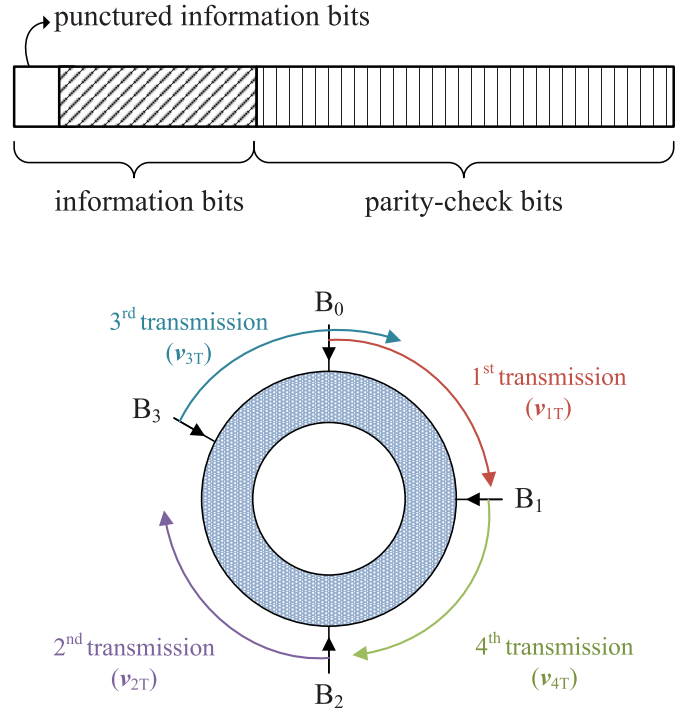 punctured information bits
information bits
parity-check bits
B₀
3ʳᵈ transmission
(v₃T)
1ˢᵗ transmission
(v₁T)
B₃
B₁
2ⁿᵈ transmission
(v₂T)
4ᵗʰ transmission
(v₄T)
B₂